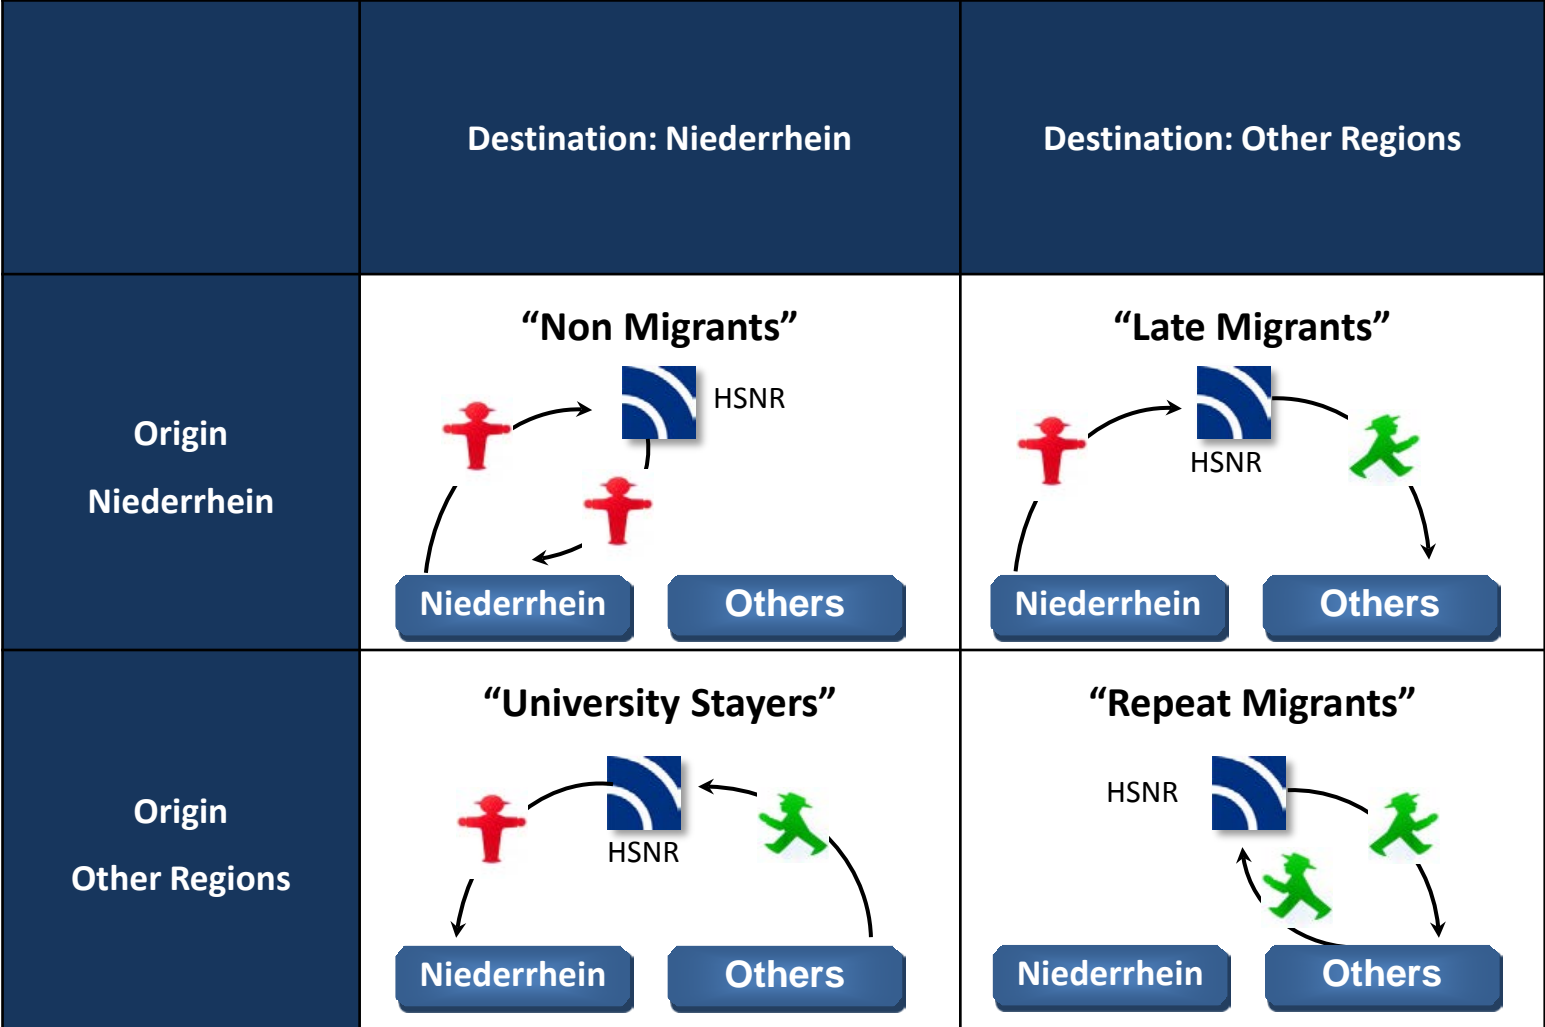 Destination: Niederrhein
Destination: Other Regions
Origin
Niederrhein
“Non Migrants”
HSNR
Niederrhein
Others
“Late Migrants”
HSNR
Niederrhein
Others
Origin
Other Regions
“University Stayers”
HSNR
Niederrhein
Others
“Repeat Migrants”
HSNR
Niederrhein
Others